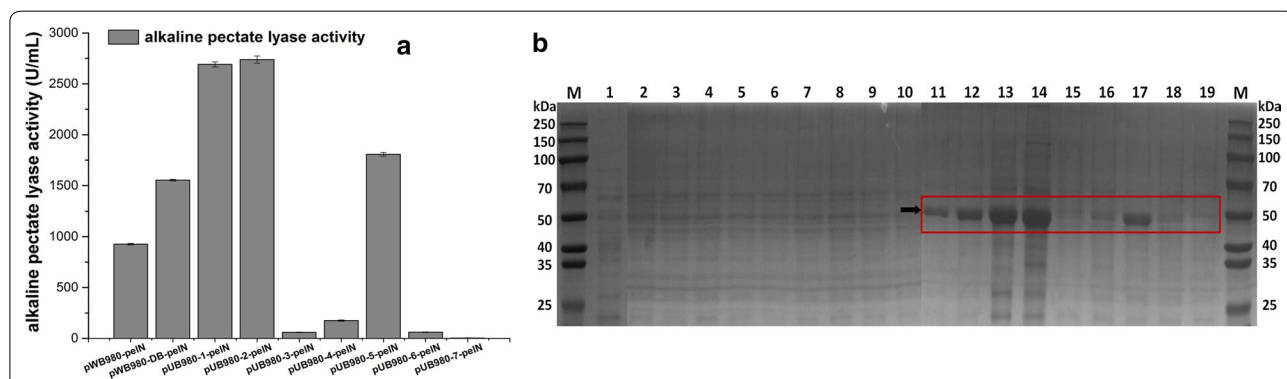 a
alkaline pectate lyase activity
alkaline pectate lyase activity (U/mL)
3000
2500
2000
1500
1000
500
0
pWB980-pelN
pWB980-DB-pelN
pUB980-1-pelN
pUB980-2-pelN
pUB980-3-pelN
pUB980-4-pelN
pUB980-5-pelN
pUB980-6-pelN
pUB980-7-pelN
b
M 1 2 3 4 5 6 7 8 9 10 11 12 13 14 15 16 17 18 19 M
kDa kDa
250 250
150 150
100 100
70 70
50 50
40 40
35 35
25 25